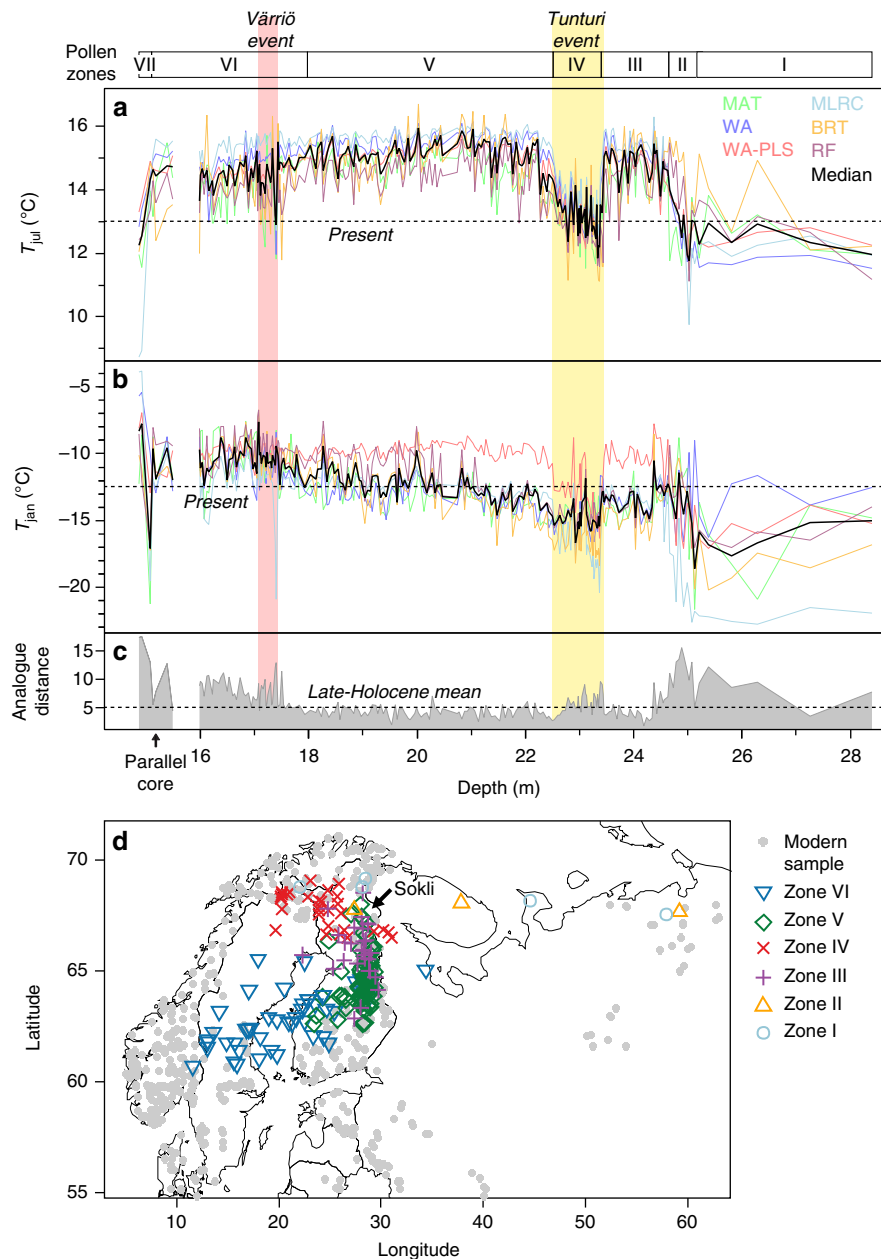 Värriö event
Tunturi event
Pollen zones
VII
VI
V
IV
III
II
I
a
MAT
WA
WA-PLS
MLRC
BRT
RF
Median
16
14
12
10
Tjul (°C)
Present
b
–5
–10
–15
–20
Tjan (°C)
Present
c
15
10
5
Analogue distance
Late-Holocene mean
Parallel core
16 18 20 22 24 26 28
Depth (m)
d
70
65
60
55
Latitude
Sokli
10 20 30 40 50 60
Longitude
Modern sample
Zone VI
Zone V
Zone IV
Zone III
Zone II
Zone I